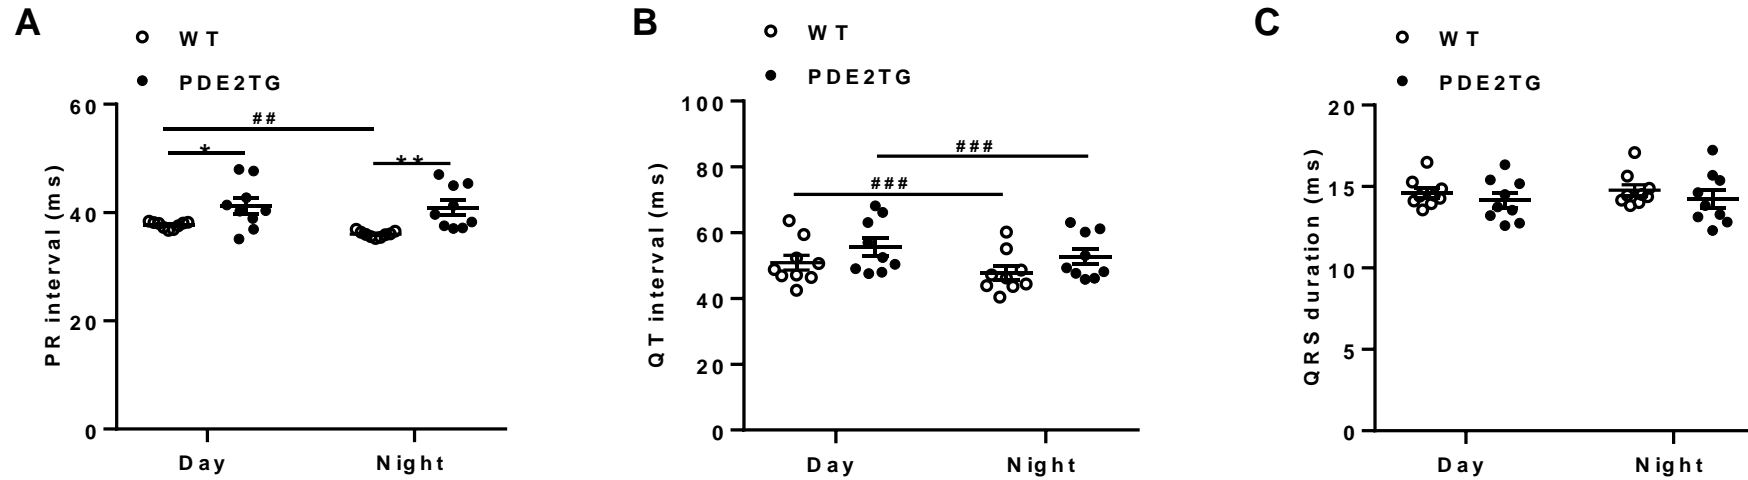 A
WT
PDE2TG
PR interval (ms)
60
40
20
0
##
*
**
Day
Night
B
WT
PDE2TG
QT interval (ms)
100
80
60
40
20
0
###
###
Day
Night
C
WT
PDE2TG
QRS duration (ms)
20
15
10
5
0
Day
Night